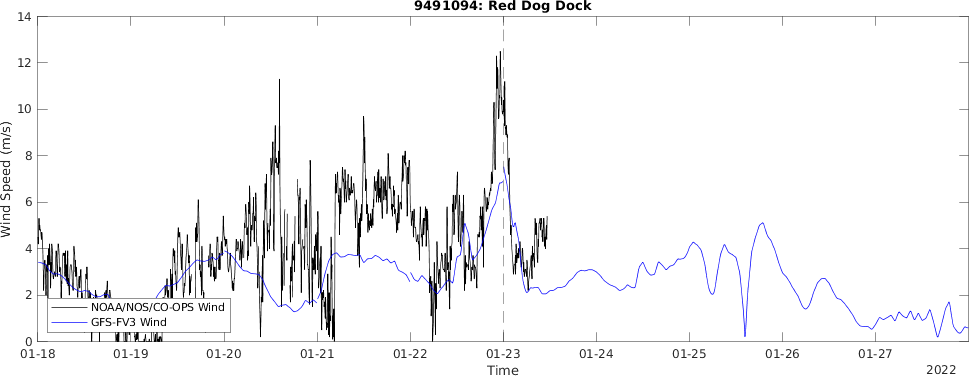 9491094: Red Dog Dock
14
12
10
8
6
4
2
0
Wind Speed (m/s)
NOAA/NOS/CO-OPS Wind
GFS-FV3 Wind
01-18 01-19 01-20 01-21 01-22 01-23 01-24 01-25 01-26 01-27
Time
2022